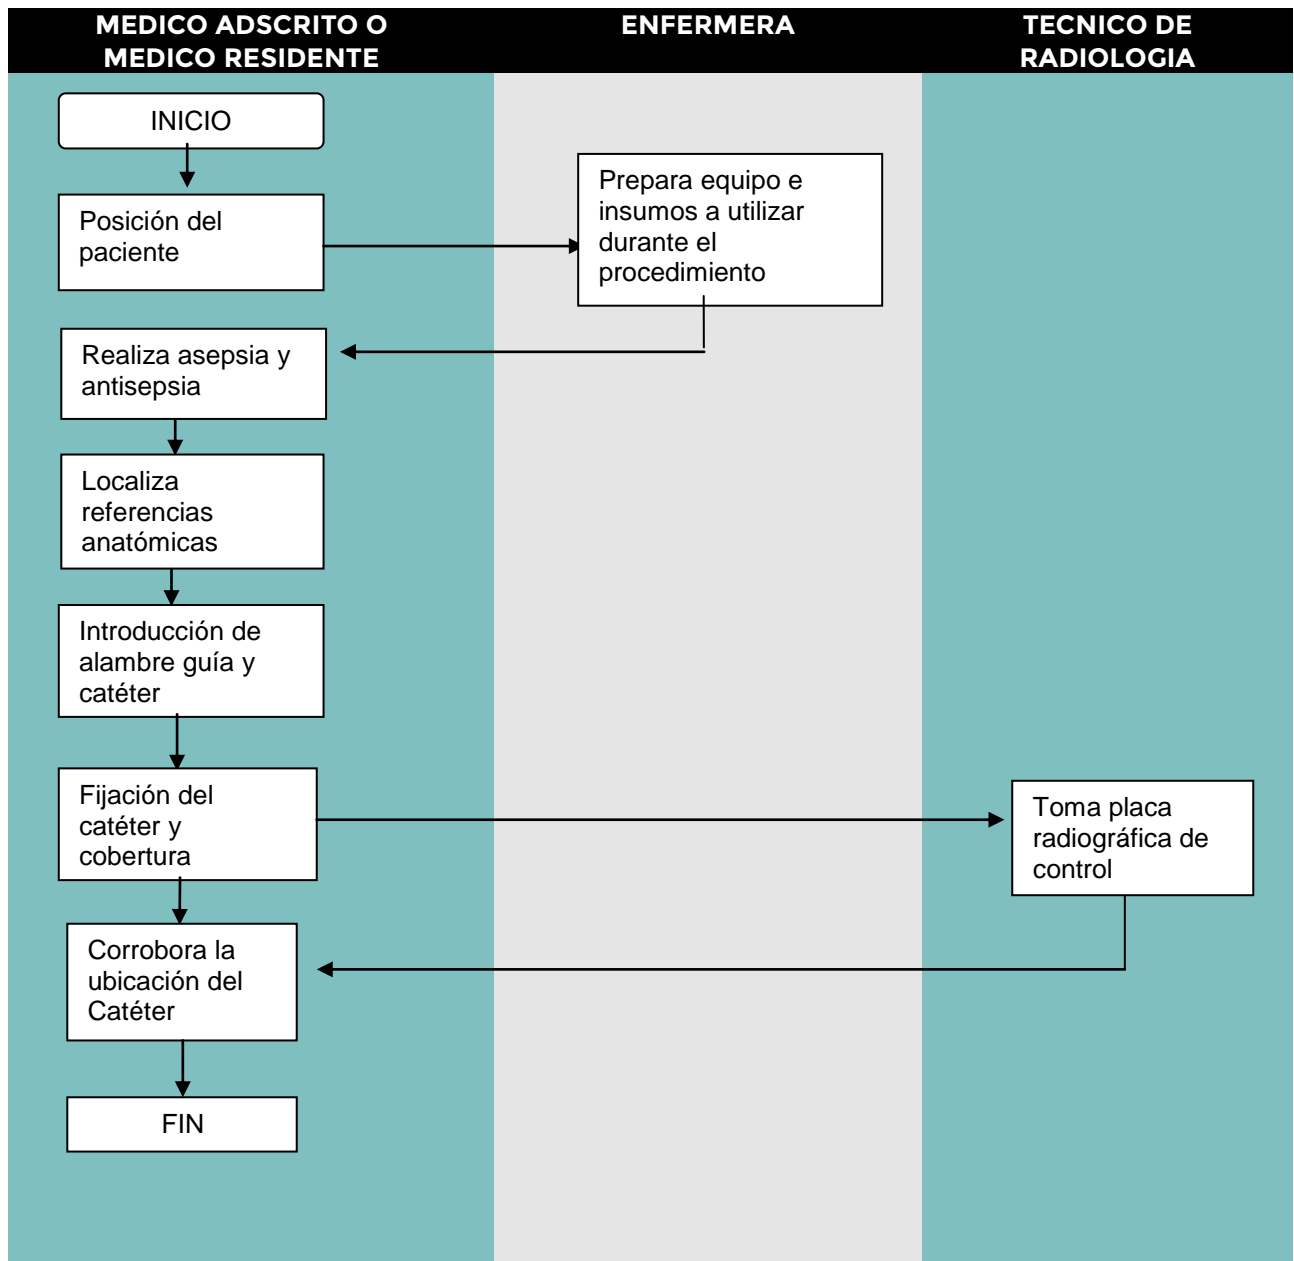 MEDICO ADSCRITO O
MEDICO RESIDENTE
ENFERMERA
TECNICO DE
RADIOLOGIA
INICIO
Posición del
paciente
Prepara equipo e
insumos a utilizar
durante el
procedimiento
Realiza asepsia y
antisepsia
Localiza
referencias
anatómicas
Introducción de
alambre guía y
catéter
Fijación del
catéter y
cobertura
Toma placa
radiográfica de
control
Corrobora la
ubicación del
Catéter
FIN